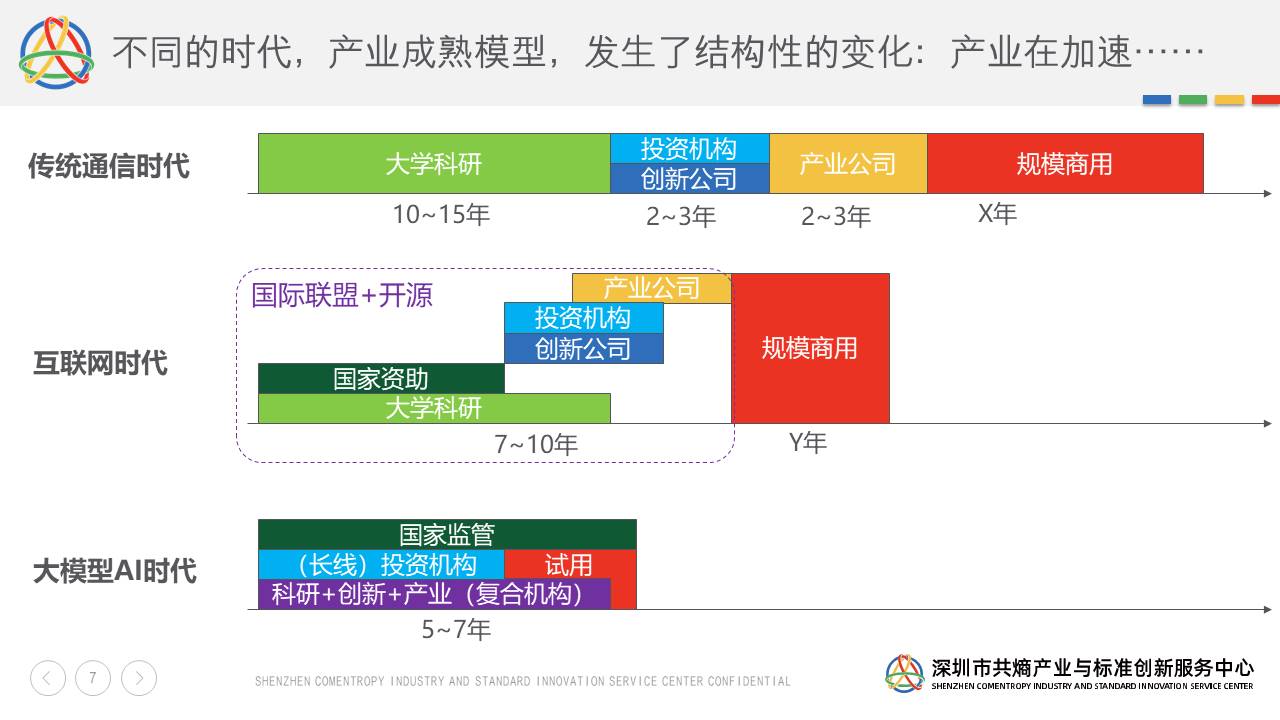 不同的时代，产业成熟模型，发生了结构性的变化：产业在加速……
传统通信时代
大学科研
投资机构
创新公司
产业公司
规模商用
10~15年
2~3年
2~3年
X年
国际联盟+开源
产业公司
投资机构
创新公司
规模商用
互联网时代
国家资助
大学科研
7~10年
Y年
国家监管
大模型AI时代
（长线）投资机构
试用
科研+创新+产业（复合机构）
5~7年
7
SHENZHEN COMENTROPY INDUSTRY AND STANDARD INNOVATION SERVICE CENTER CONFIDENTIAL
深圳市共熵产业与标准创新服务中心
SHENZHEN COMENTROPY INDUSTRY AND STANDARD INNOVATION SERVICE CENTER